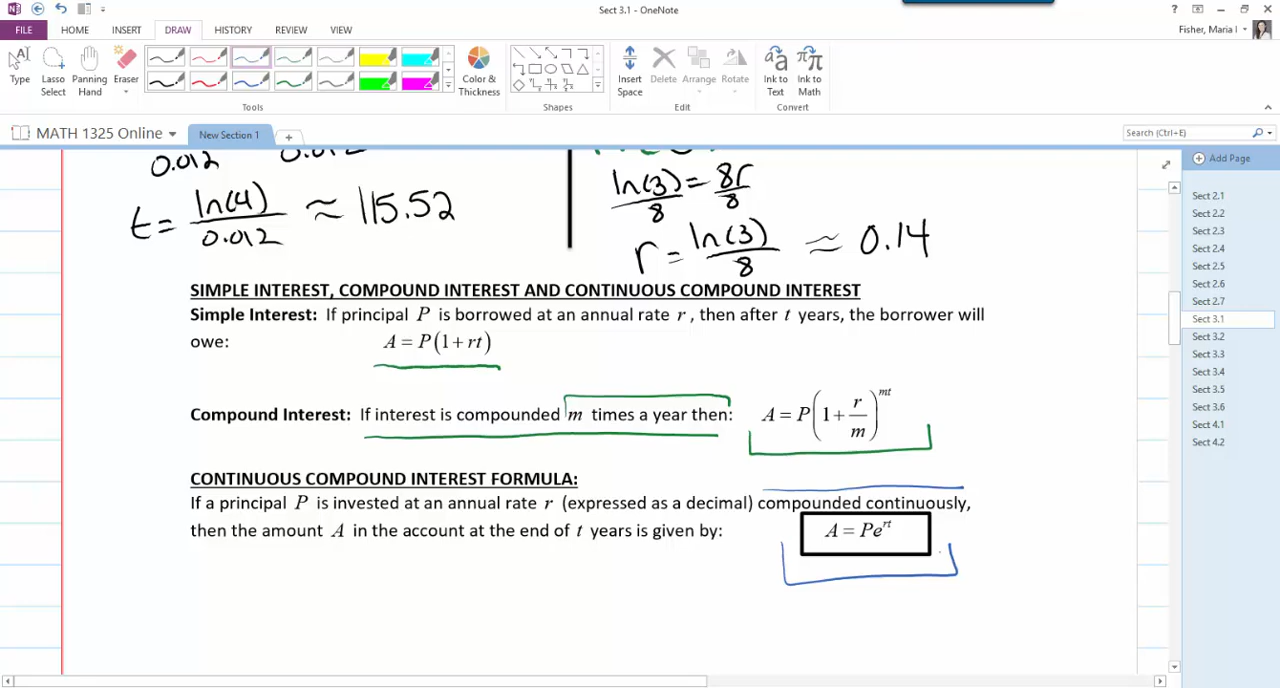 Sect 3.1 - OneNote
FILE HOME INSERT DRAW HISTORY REVIEW VIEW
Fisher, Maria I
Type
Lasso Select
Panning Hand
Eraser
Color & Thickness
Insert Space
Delete
Arrange
Rotate
Ink to Text
Ink to Math
Tools
Shapes
Edit
Convert
MATH 1325 Online
New Section 1
Search (Ctrl+E)
Add Page
Sect 2.1
Sect 2.2
Sect 2.3
Sect 2.4
Sect 2.5
Sect 2.6
Sect 2.7
Sect 3.1
Sect 3.2
Sect 3.3
Sect 3.4
Sect 3.5
Sect 3.6
Sect 4.1
Sect 4.2
0.012 0.012
t = ln(4)/0.012 ≈ 115.52
ln(3)/8 = 8r/8
r = ln(3)/8 ≈ 0.14
SIMPLE INTEREST, COMPOUND INTEREST AND CONTINUOUS COMPOUND INTEREST
Simple Interest: If principal P is borrowed at an annual rate r , then after t years, the borrower will
owe: A = P(1 + rt)
Compound Interest: If interest is compounded m times a year then: A = P(1 + r/m)^mt
CONTINUOUS COMPOUND INTEREST FORMULA:
If a principal P is invested at an annual rate r (expressed as a decimal) compounded continuously,
then the amount A in the account at the end of t years is given by: A = Pe^rt